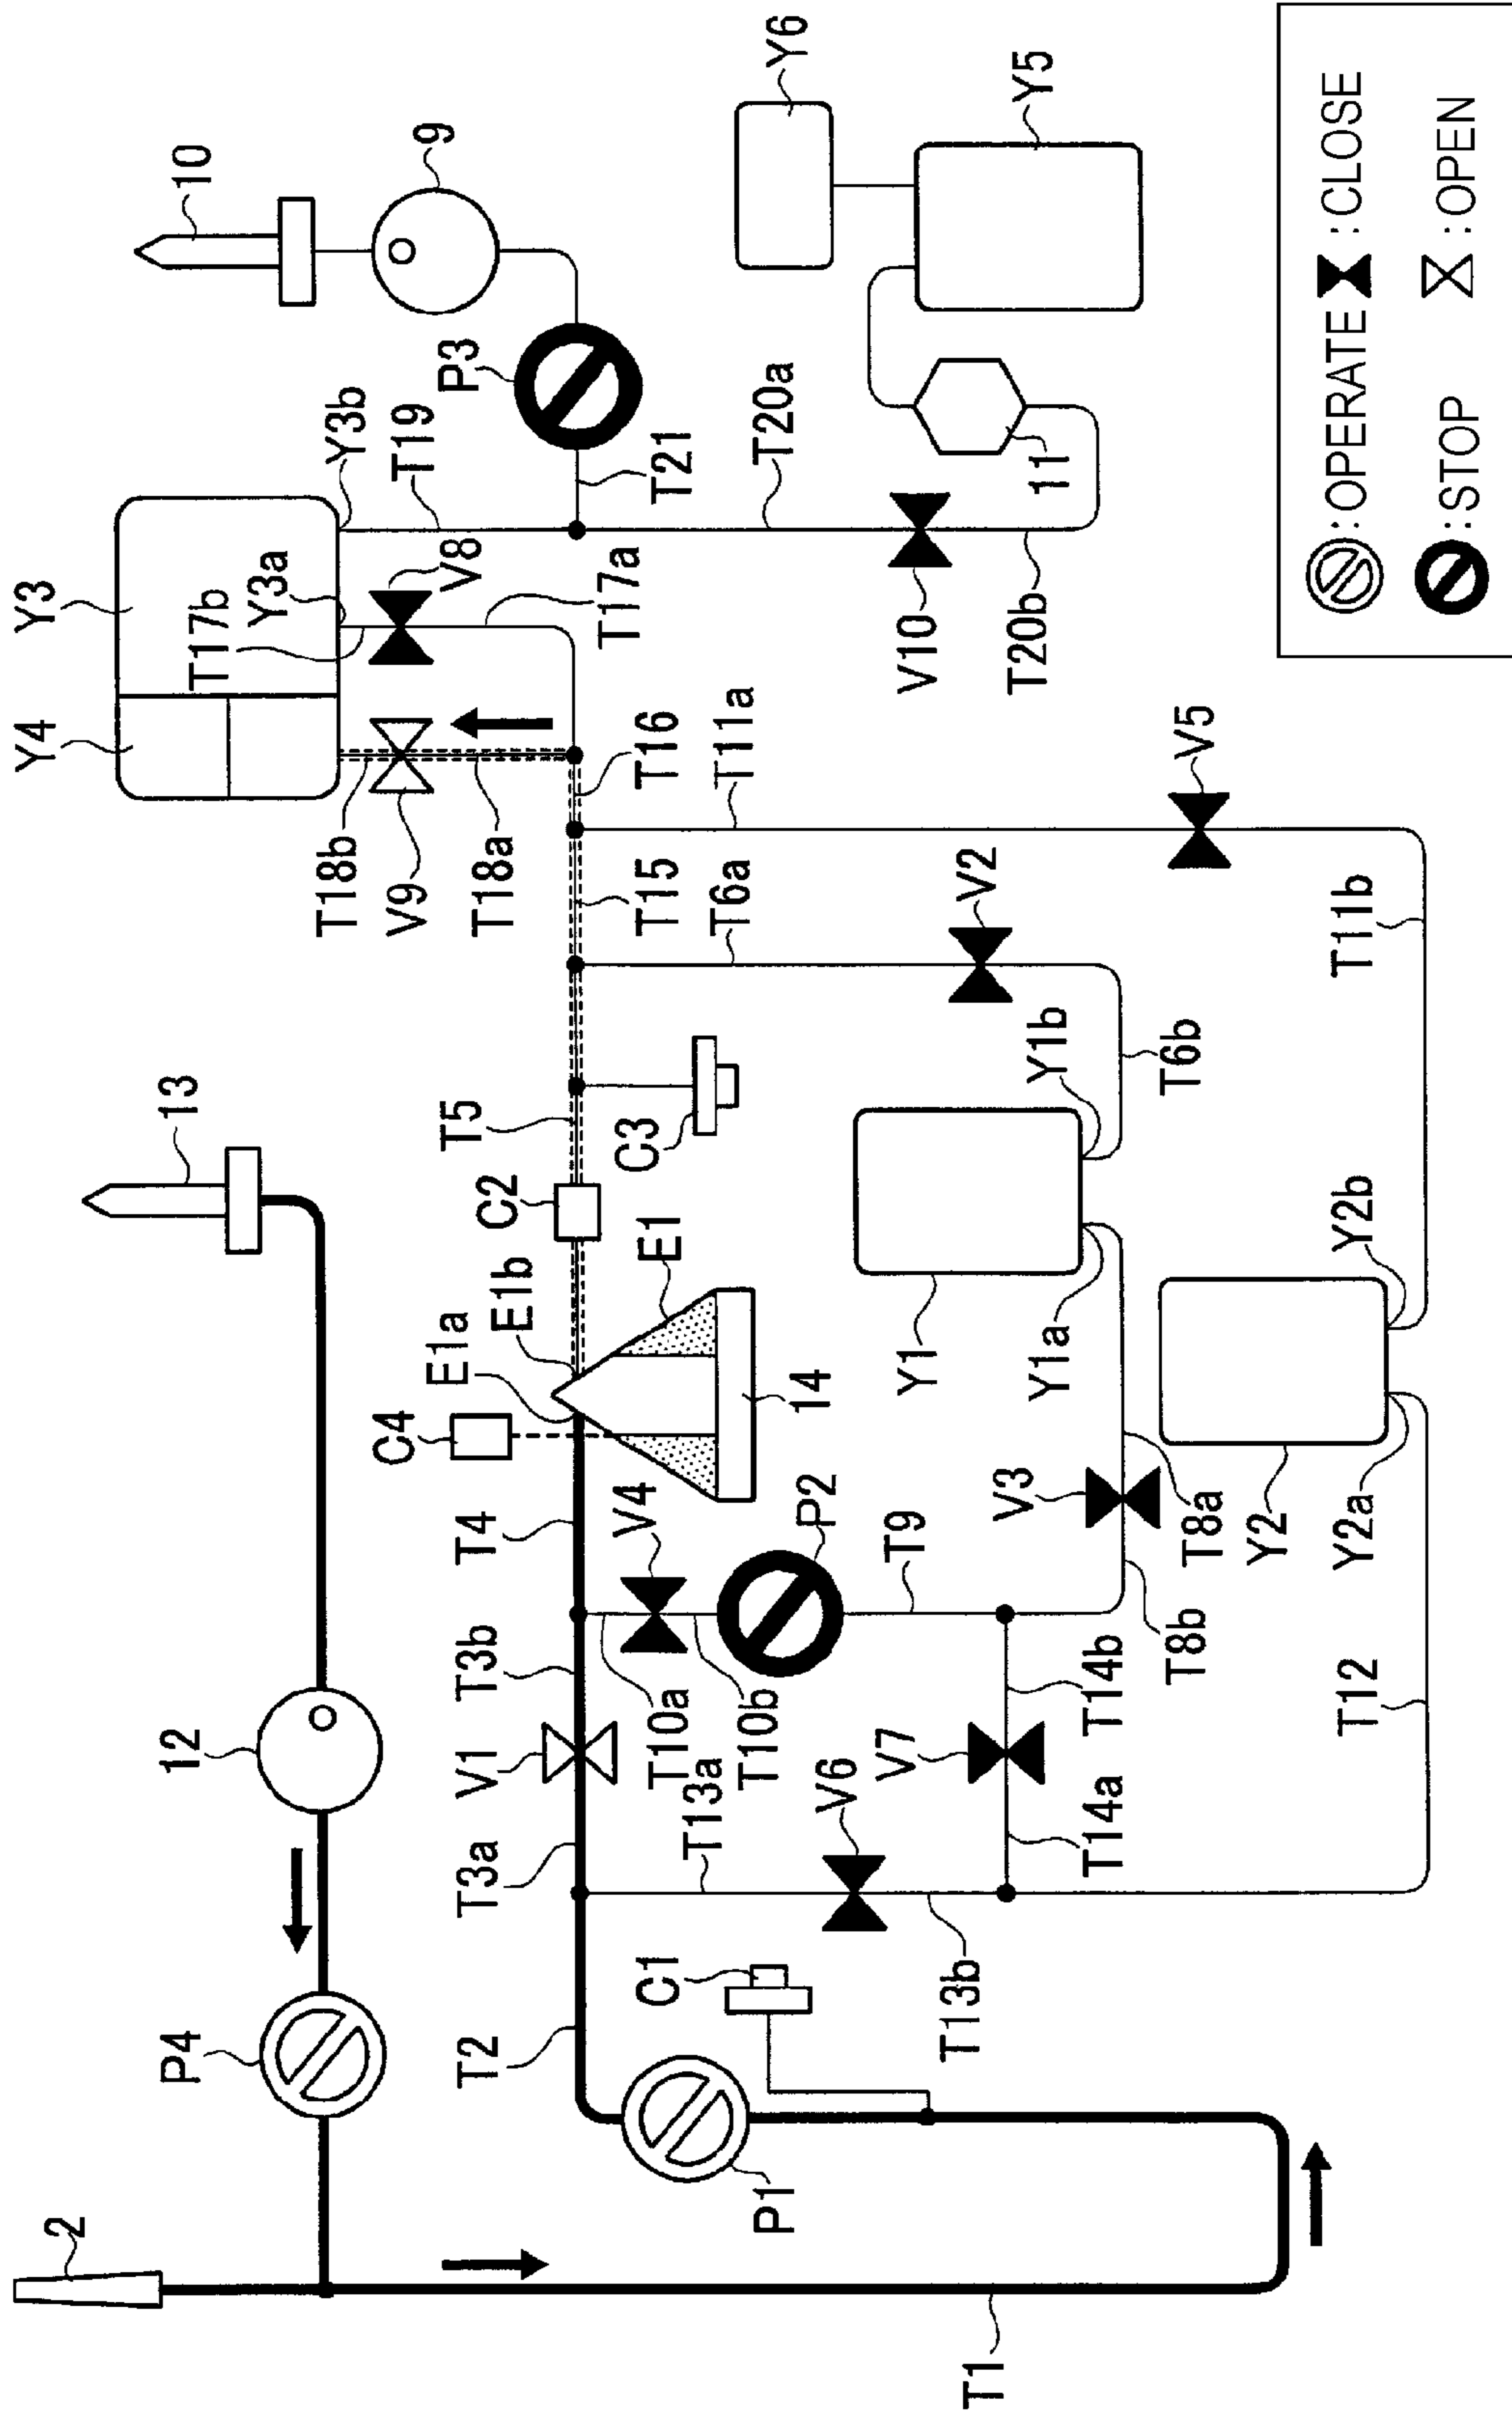 2
T1
P4
12
13
P1
C1
T2
T3a
V1
T3b
T4
C4
E1a
E1b
E1
14
C2
T5
C3
T13a
T10a
T10b
V4
P2
V6
V7
T13b
T14a
T14b
T9
T8b
V3
T8a
T12
Y1
Y1a
Y1b
T6b
V2
T6a
T15
T16
T11a
V5
T11b
Y2
Y2a
Y2b
T18b
V9
T18a
Y4
Y3
T17b
Y3a
V8
T17a
Y3b
T19
P3
T21
9
10
T20a
V10
T20b
11
Y6
Y5
:OPERATE
:CLOSE
:STOP
:OPEN